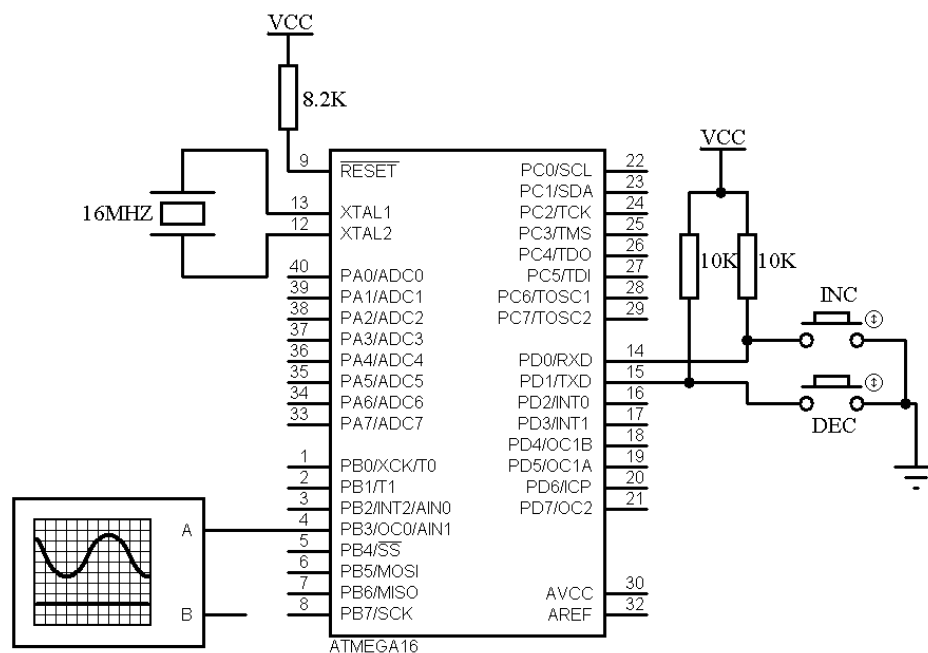 VCC
8.2K
VCC
9 RESET PC0/SCL 22
PC1/SDA 23
16MHZ 13 XTAL1 PC2/TCK 24
12 XTAL2 PC3/TMS 25
PC4/TDO 26
10K 10K
40 PA0/ADC0 PC5/TDI 27
39 PA1/ADC1 PC6/TOSC1 28
38 PA2/ADC2 PC7/TOSC2 29
INC
37 PA3/ADC3
36 PA4/ADC4 PD0/RXD 14
35 PA5/ADC5 PD1/TXD 15
34 PA6/ADC6 PD2/INT0 16
33 PA7/ADC7 PD3/INT1 17
DEC
PD4/OC1B 18
1 PB0/XCK/T0 PD5/OC1A 19
2 PB1/T1 PD6/ICP 20
3 PB2/INT2/AIN0 PD7/OC2 21
A 4 PB3/OC0/AIN1
5 PB4/SS
6 PB5/MOSI
7 PB6/MISO AVCC 30
B 8 PB7/SCK AREF 32
ATMEGA16